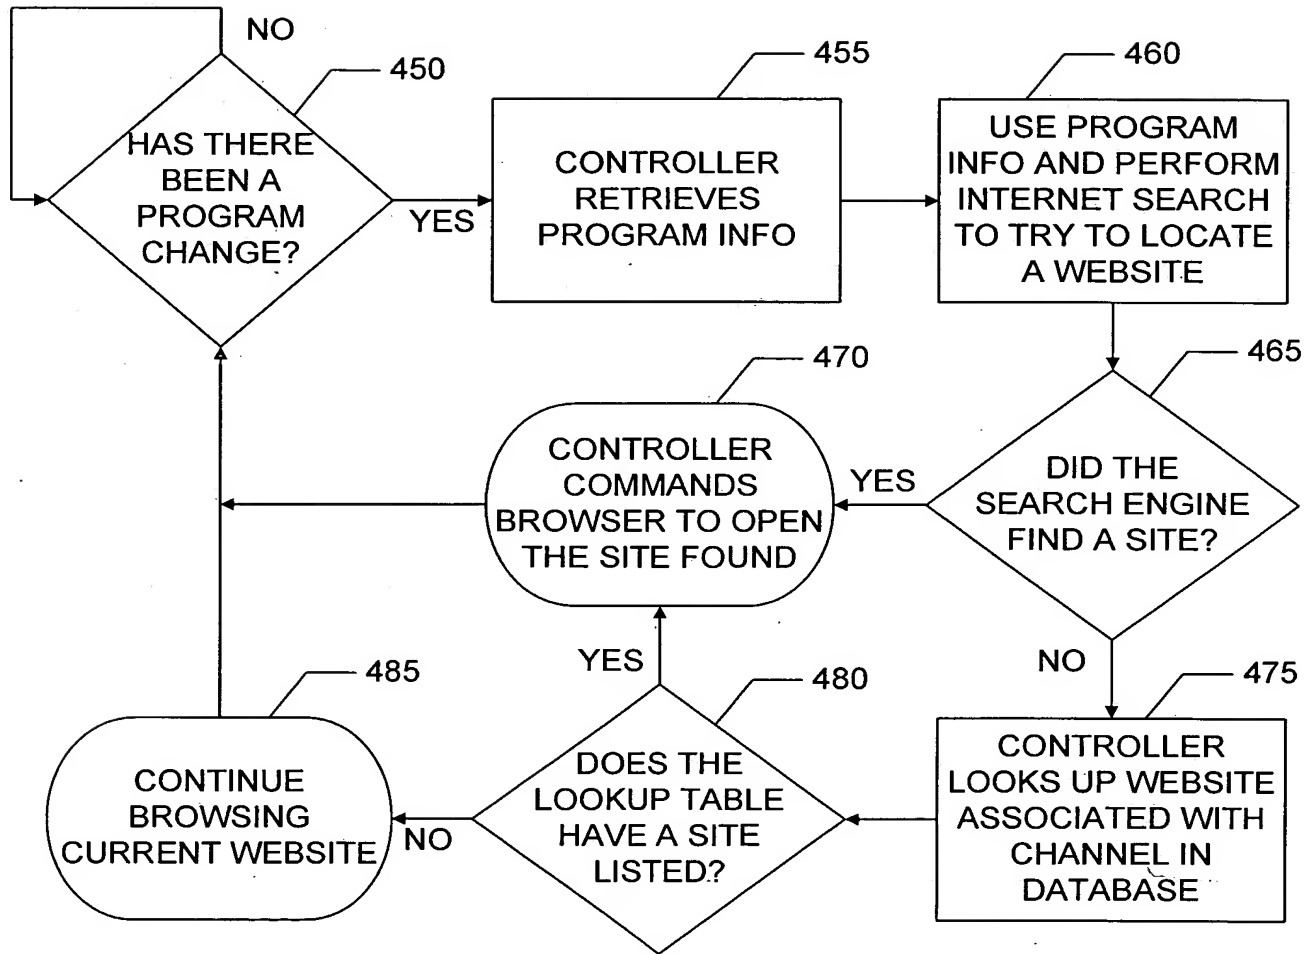 NO
450
HAS THERE
BEEN A
PROGRAM
CHANGE?
YES
455
CONTROLLER
RETRIEVES
PROGRAM INFO
460
USE PROGRAM
INFO AND PERFORM
INTERNET SEARCH
TO TRY TO LOCATE
A WEBSITE
465
DID THE
SEARCH ENGINE
FIND A SITE?
YES
470
CONTROLLER
COMMANDS
BROWSER TO OPEN
THE SITE FOUND
NO
475
CONTROLLER
LOOKS UP WEBSITE
ASSOCIATED WITH
CHANNEL IN
DATABASE
480
DOES THE
LOOKUP TABLE
HAVE A SITE
LISTED?
YES
NO
485
CONTINUE
BROWSING
CURRENT WEBSITE